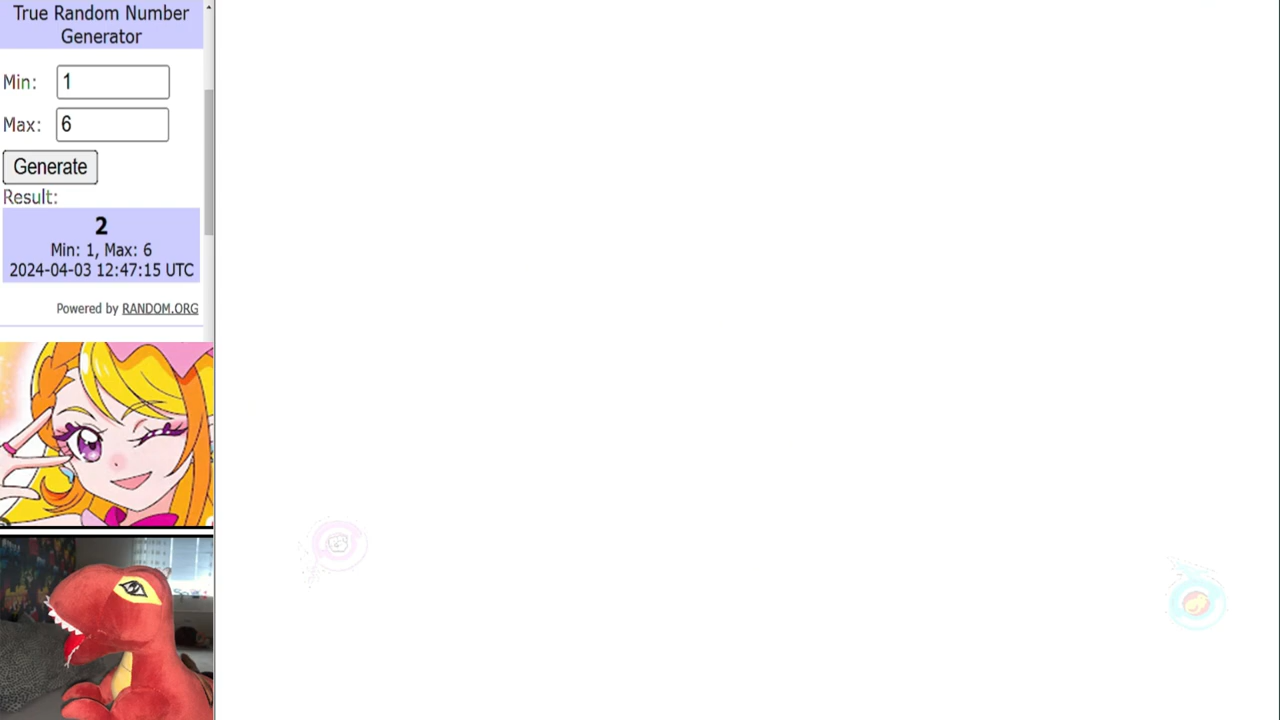 True Random Number
Generator
Min: 1
Max: 6
Generate
Result:
2
Min: 1, Max: 6
2024-04-03 12:47:15 UTC
Powered by RANDOM.ORG